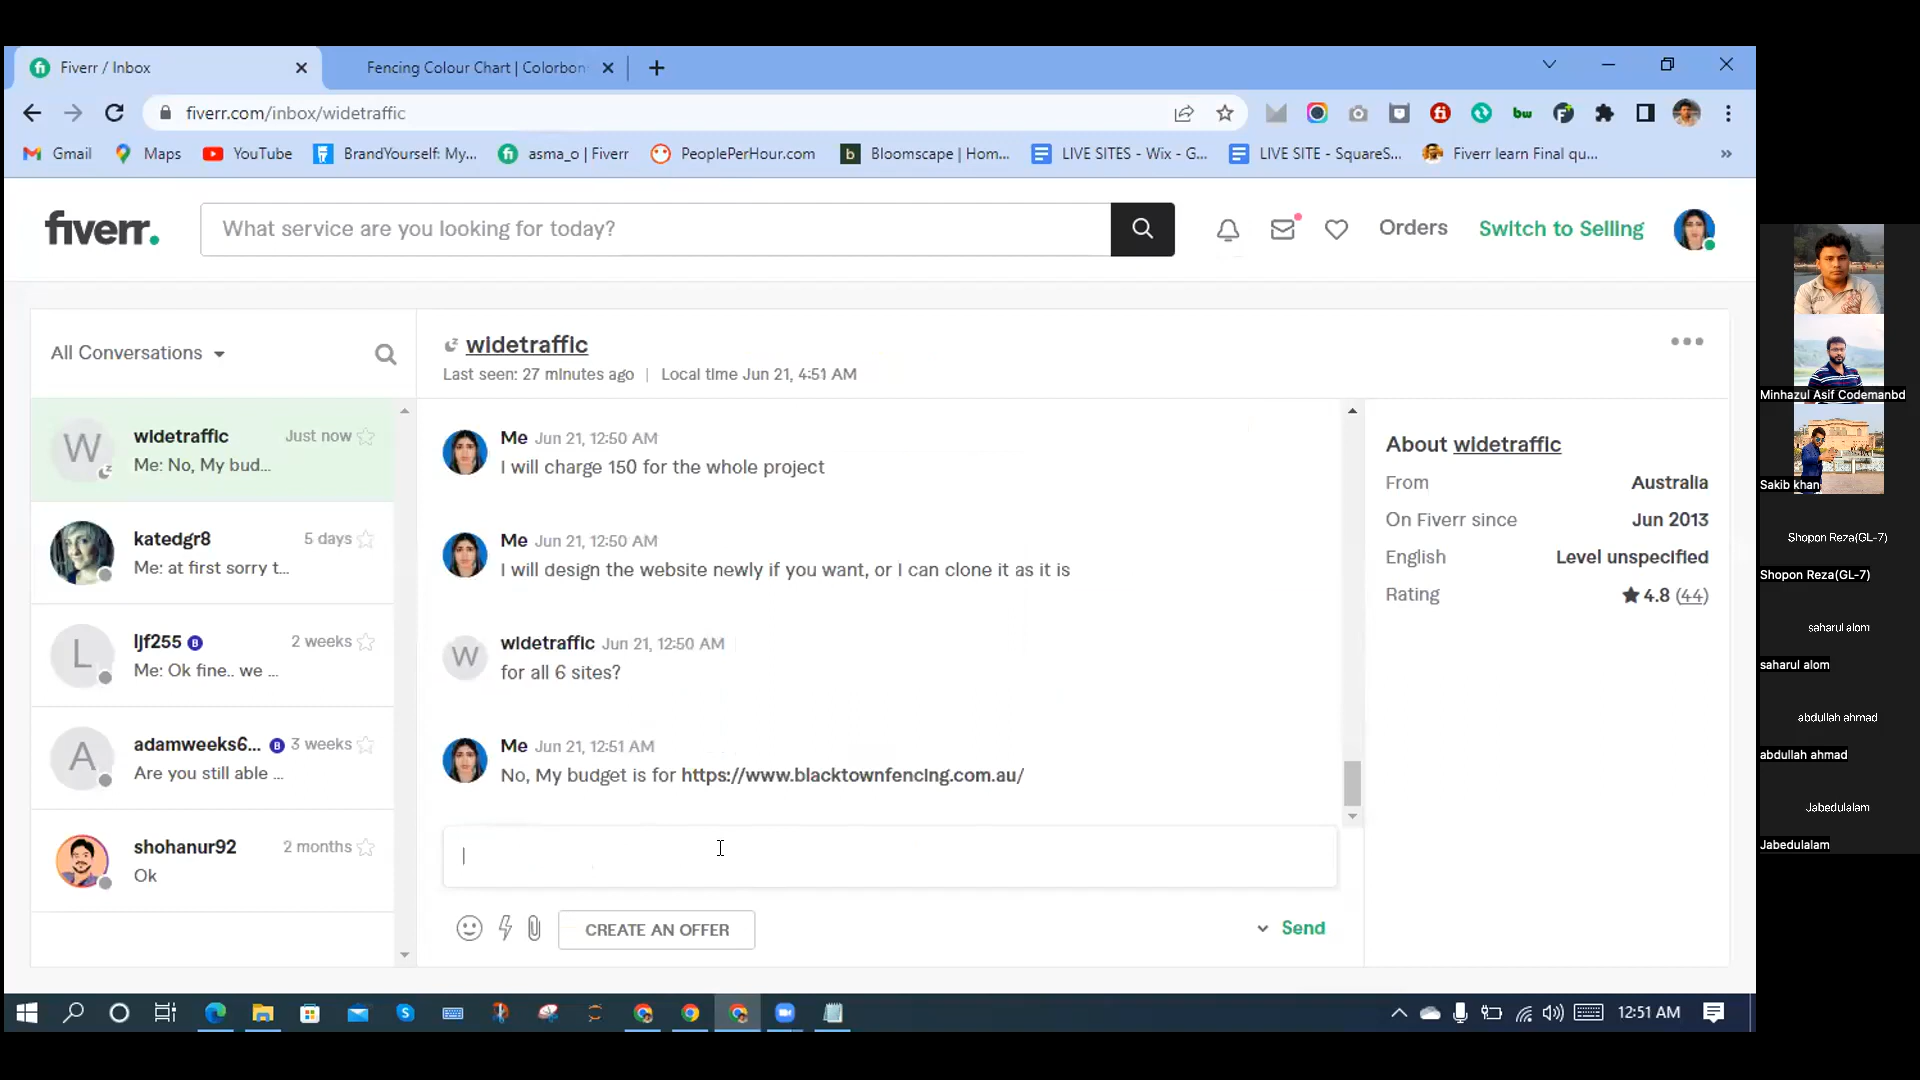 Fiverr / Inbox
Fencing Colour Chart | Colorbon
fiverr.com/inbox/widetraffic
Gmail
Maps
YouTube
BrandYourself: My...
asma_o | Fiverr
PeoplePerHour.com
Bloomscape | Hom...
LIVE SITES - Wix - G...
LIVE SITE - SquareS...
Fiverr learn Final qu...
fiverr.
What service are you looking for today?
Orders
Switch to Selling
All Conversations
widetraffic
Last seen: 27 minutes ago | Local time Jun 21, 4:51 AM
W
widetraffic
Just now
Me: No, My bud...
katedgr8
5 days
Me: at first sorry t...
L
ljf255 B
2 weeks
Me: Ok fine.. we ...
A
adamweeks6... B
3 weeks
Are you still able ...
shohanur92
2 months
Ok
Me Jun 21, 12:50 AM
I will charge 150 for the whole project
Me Jun 21, 12:50 AM
I will design the website newly if you want, or I can clone it as it is
W
widetraffic Jun 21, 12:50 AM
for all 6 sites?
Me Jun 21, 12:51 AM
No, My budget is for https://www.blacktownfencing.com.au/
CREATE AN OFFER
Send
About widetraffic
From Australia
On Fiverr since Jun 2013
English Level unspecified
Rating 4.8 (44)
12:51 AM
Minhazul Asif Codemanbd
Sakib khan
Shopon Reza(GL-7)
Shopon Reza(GL-7)
saharul alom
saharul alom
abdullah ahmad
abdullah ahmad
Jabedulalam
Jabedulalam